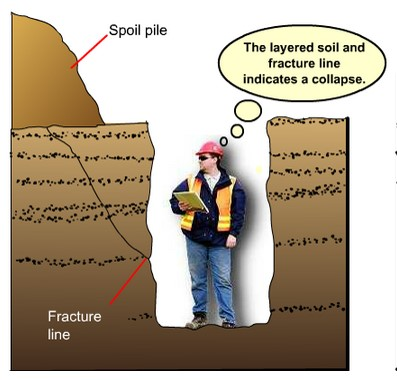 Spoil pile
The layered soil and
fracture line
indicates a collapse.
Fracture
line